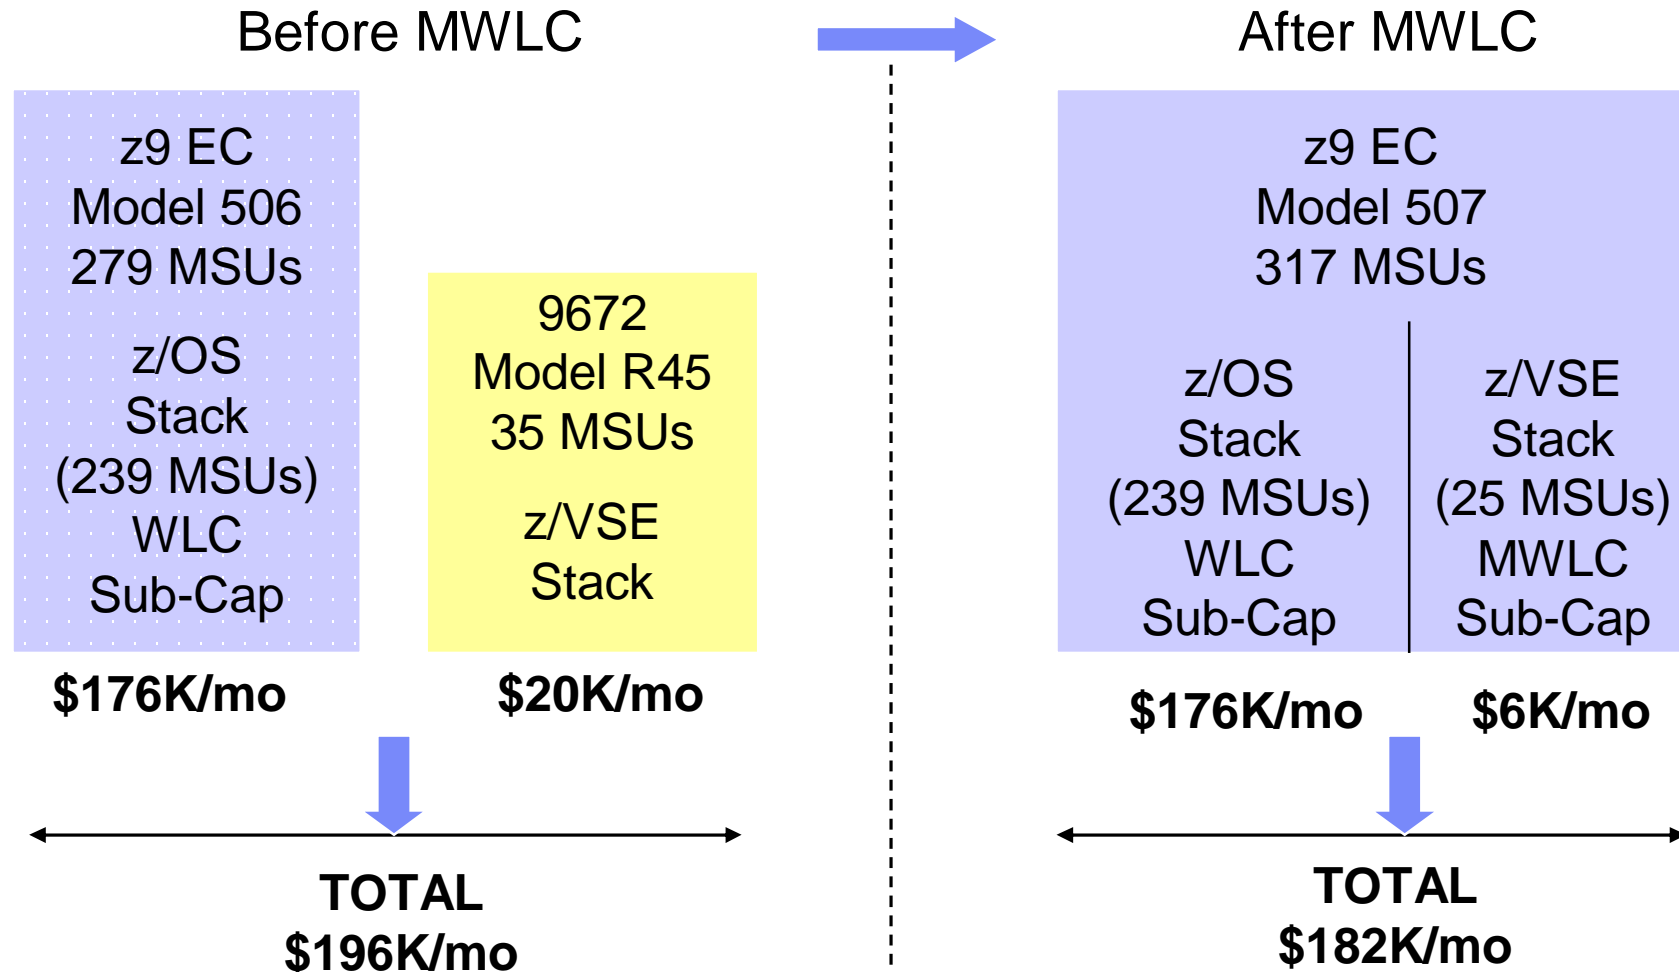 Before MWLC
z9 EC
Model 506
279 MSUs
z/OS
Stack
(239 MSUs)
WLC
Sub-Cap
$176K/mo
9672
Model R45
35 MSUs
z/VSE
Stack
$20K/mo
TOTAL
$196K/mo
After MWLC
z9 EC
Model 507
317 MSUs
z/OS
Stack
(239 MSUs)
WLC
Sub-Cap
$176K/mo
z/VSE
Stack
(25 MSUs)
MWLC
Sub-Cap
$6K/mo
TOTAL
$182K/mo